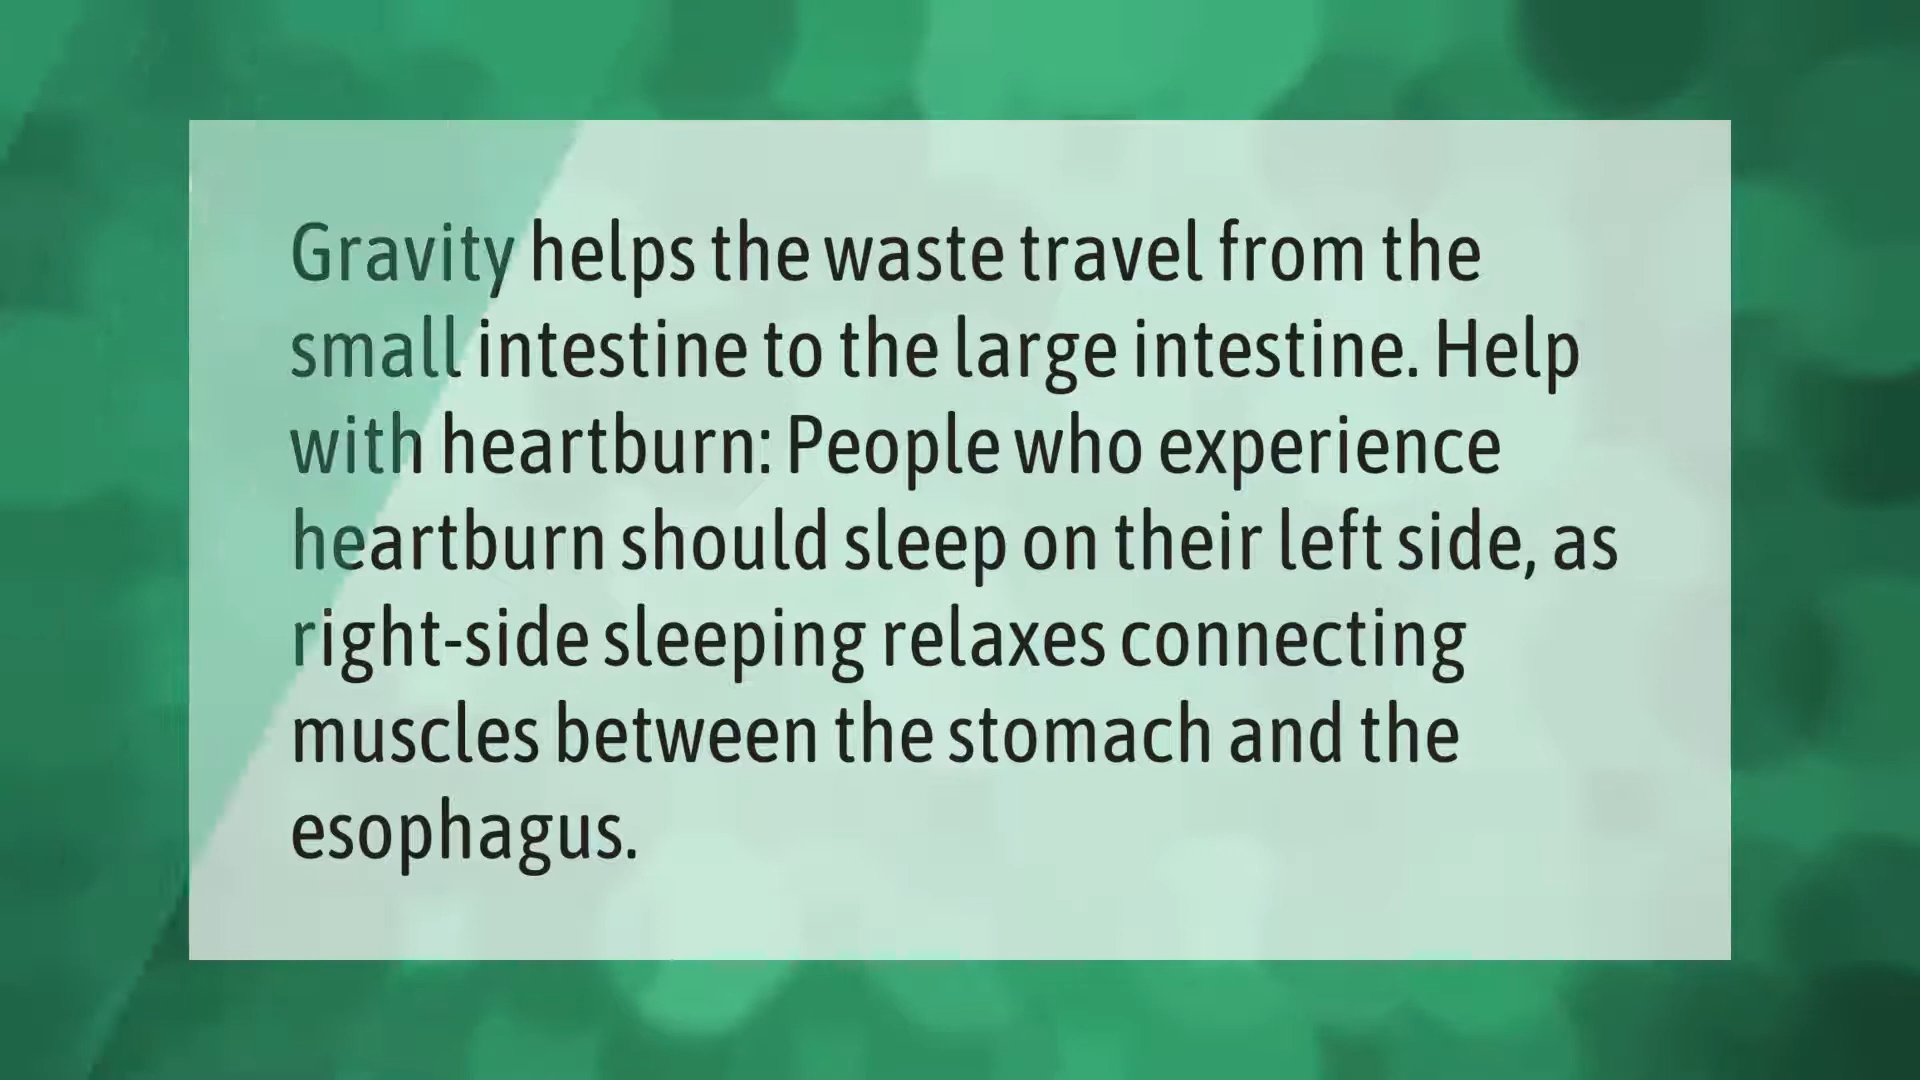 Gravity helps the waste travel from the
small intestine to the large intestine. Help
with heartburn: People who experience
heartburn should sleep on their left side, as
right-side sleeping relaxes connecting
muscles between the stomach and the
esophagus.